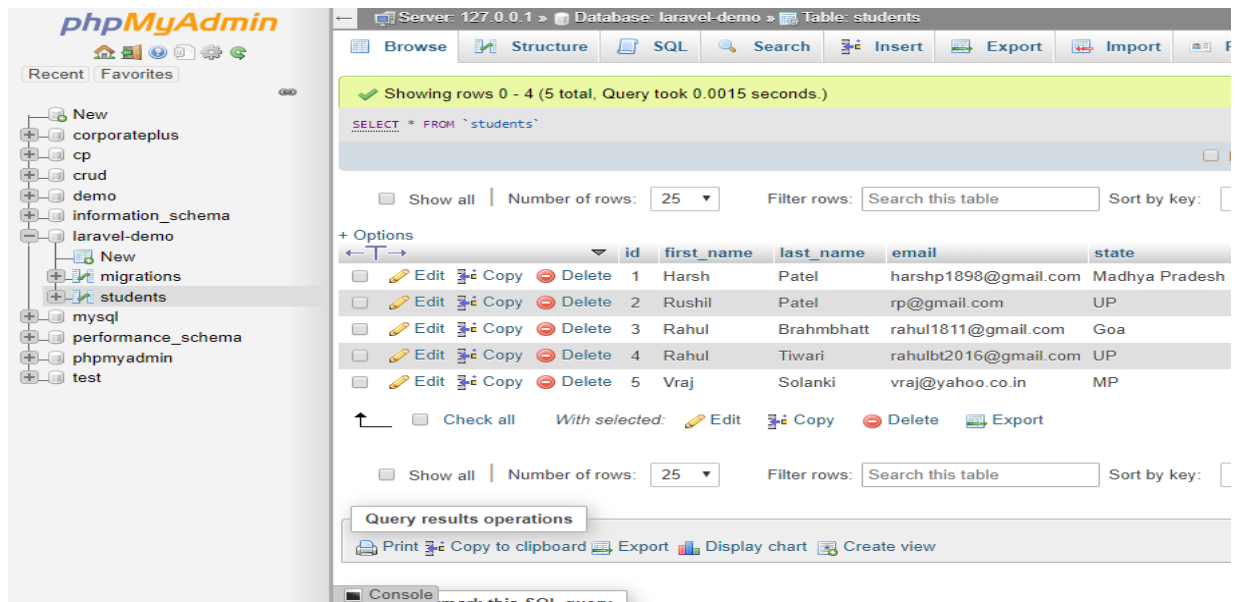 phpMyAdmin
Recent Favorites
New
corporateplus
cp
crud
demo
information_schema
laravel-demo
New
migrations
students
mysql
performance_schema
phpmyadmin
test
Server: 127.0.0.1 » Database: laravel-demo » Table: students
Browse Structure SQL Search Insert Export Import
Showing rows 0 - 4 (5 total, Query took 0.0015 seconds.)
SELECT * FROM `students`
Show all Number of rows: 25 Filter rows: Search this table Sort by key:
+ Options
←T→ id first_name last_name email state
Edit Copy Delete 1 Harsh Patel harshp1898@gmail.com Madhya Pradesh
Edit Copy Delete 2 Rushil Patel rp@gmail.com UP
Edit Copy Delete 3 Rahul Brahmbhatt rahul1811@gmail.com Goa
Edit Copy Delete 4 Rahul Tiwari rahulbt2016@gmail.com UP
Edit Copy Delete 5 Vraj Solanki vraj@yahoo.co.in MP
Check all With selected: Edit Copy Delete Export
Show all Number of rows: 25 Filter rows: Search this table Sort by key:
Query results operations
Print Copy to clipboard Export Display chart Create view
Console